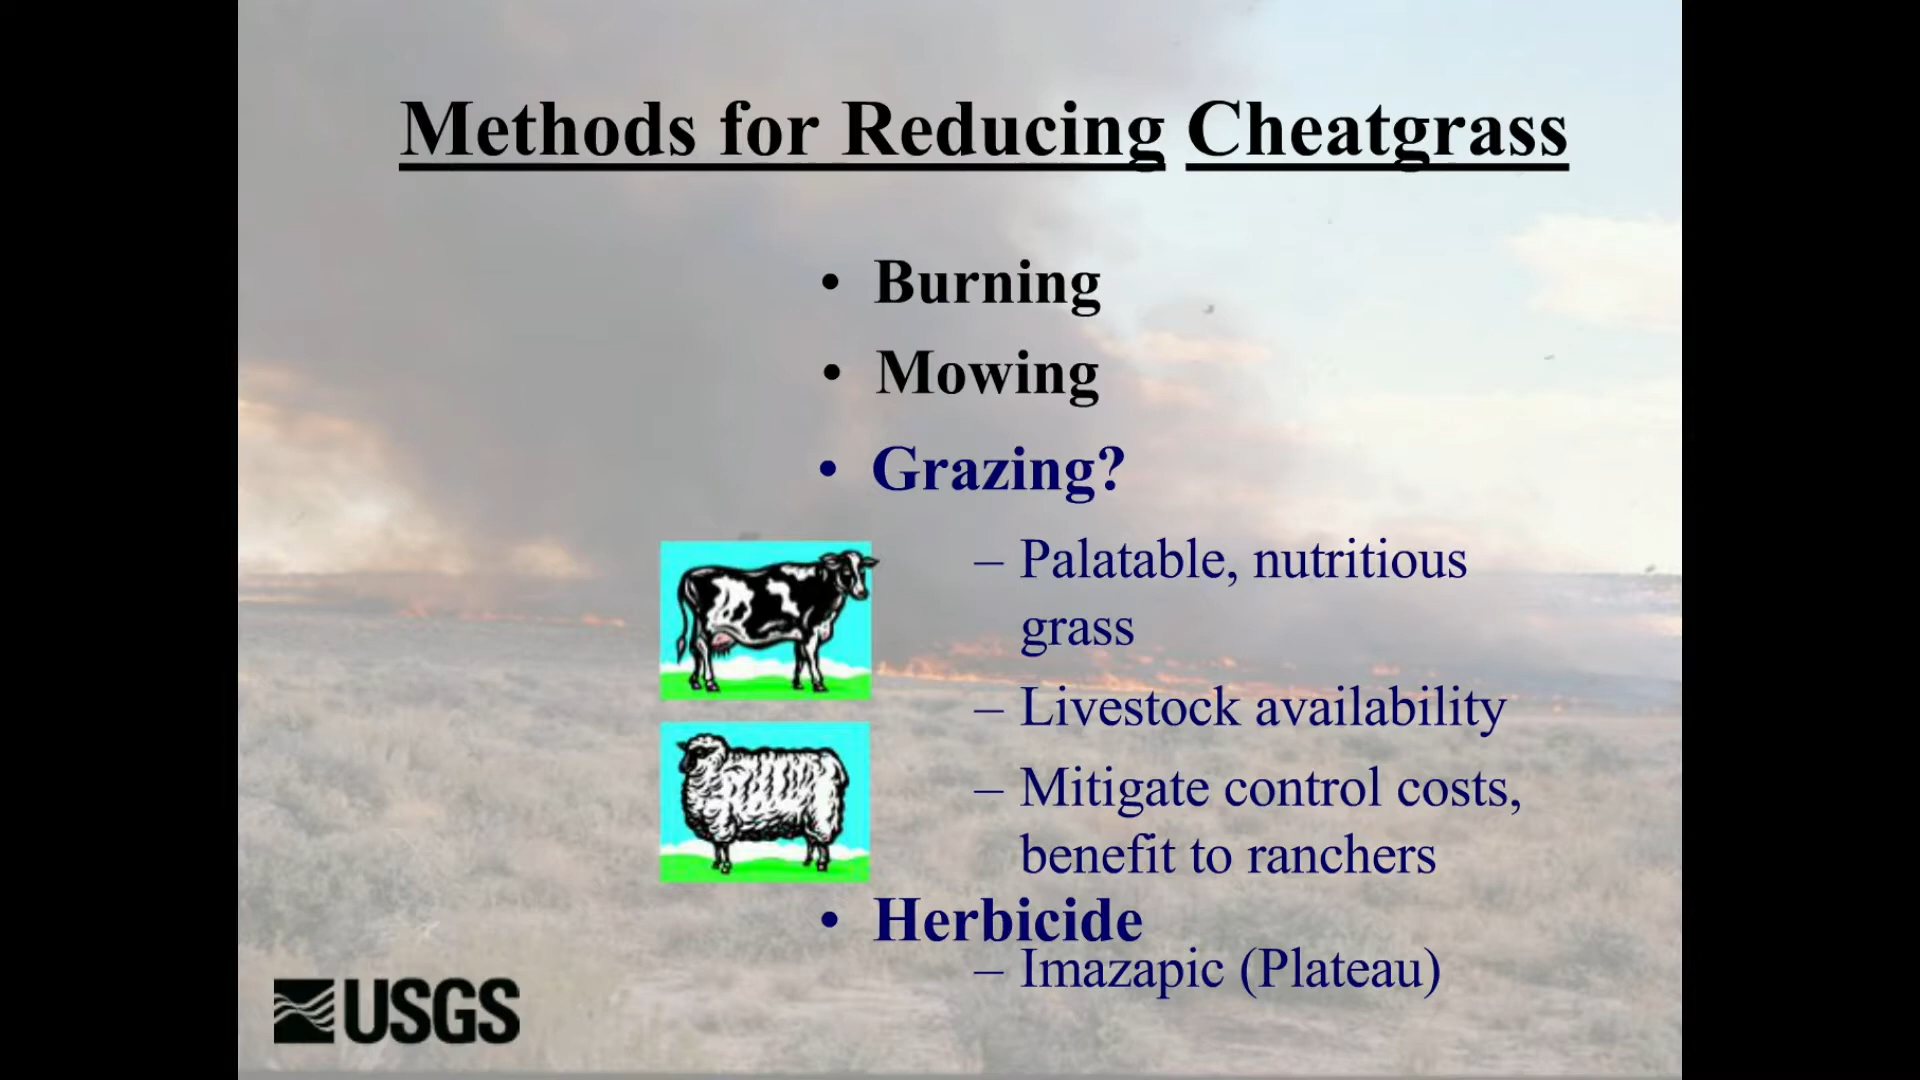 Methods for Reducing Cheatgrass
• Burning
• Mowing
• Grazing?
– Palatable, nutritious
grass
– Livestock availability
– Mitigate control costs,
benefit to ranchers
• Herbicide
– Imazapic (Plateau)
USGS